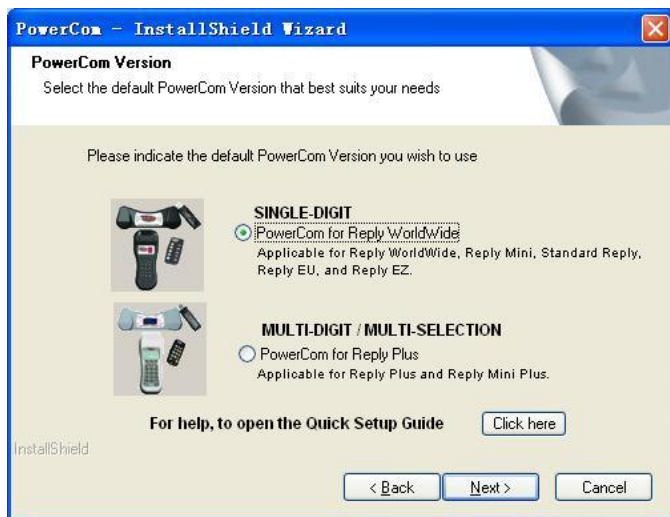 PowerCom - InstallShield Wizard
PowerCom Version
Select the default PowerCom Version that best suits your needs
Please indicate the default PowerCom Version you wish to use
SINGLE-DIGIT
PowerCom for Reply WorldWide
Applicable for Reply WorldWide, Reply Mini, Standard Reply,
Reply EU, and Reply EZ.
MULTI-DIGIT / MULTI-SELECTION
PowerCom for Reply Plus
Applicable for Reply Plus and Reply Mini Plus.
For help, to open the Quick Setup Guide Click here
InstallShield
< Back Next > Cancel